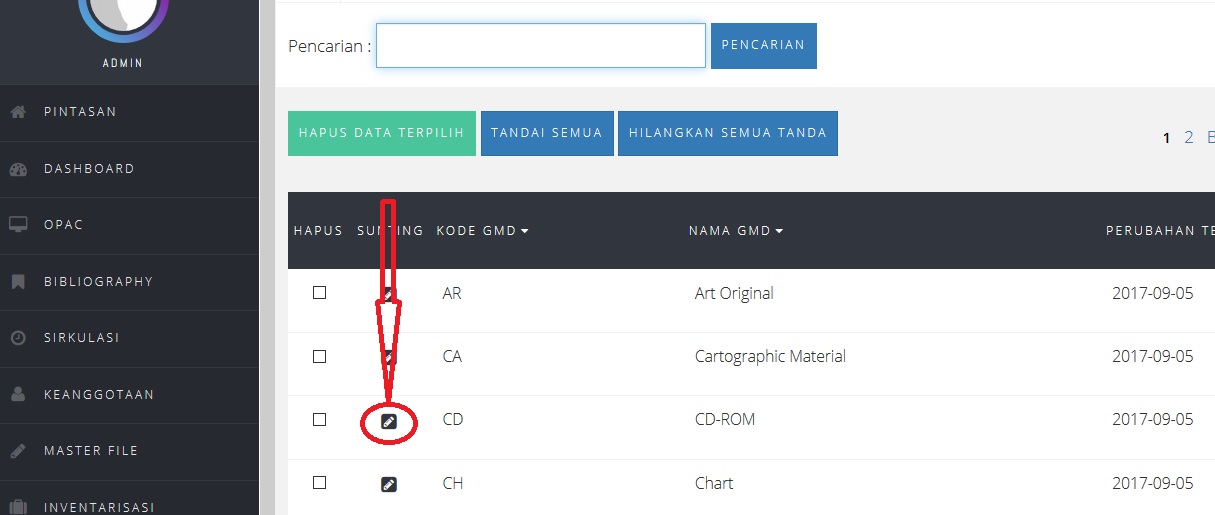 ADMIN
PINTASAN
DASHBOARD
OPAC
BIBLIOGRAPHY
SIRKULASI
KEANGGOTAAN
MASTER FILE
INVENTARISASI
Pencarian : PENCARIAN
HAPUS DATA TERPILIH TANDAI SEMUA HILANGKAN SEMUA TANDA
1 2
HAPUS SUNTING KODE GMD NAMA GMD PERUBAHAN
AR Art Original 2017-09-05
CA Cartographic Material 2017-09-05
CD CD-ROM 2017-09-05
CH Chart 2017-09-05